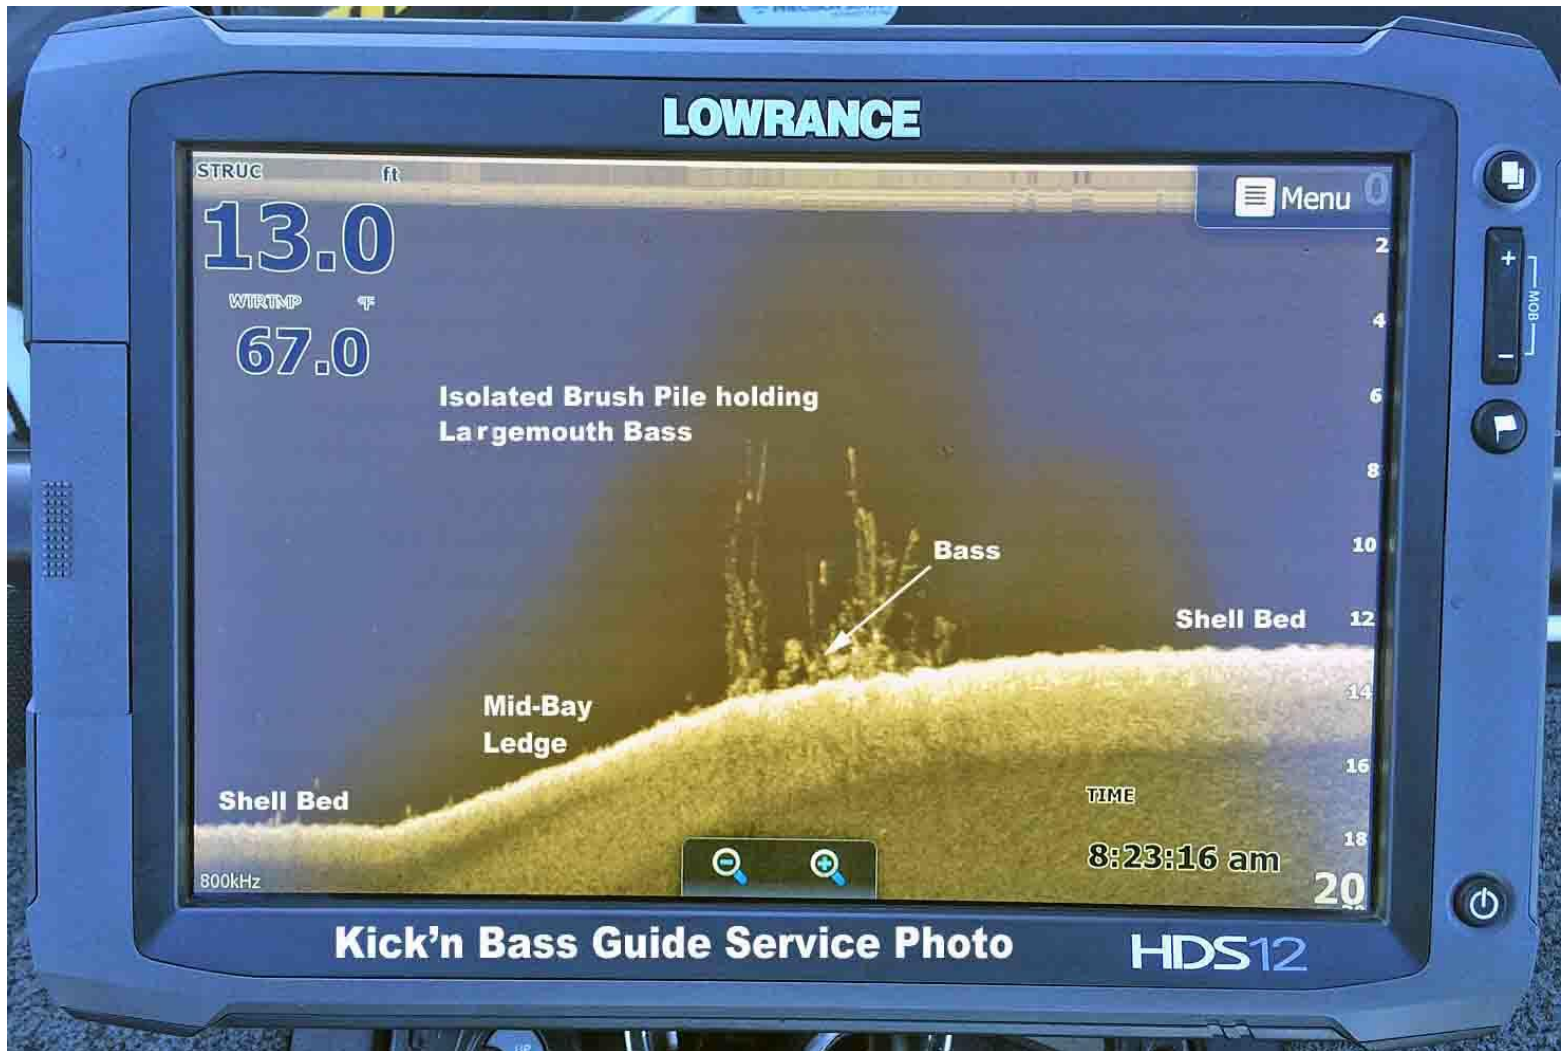 LOWRANCE
STRUC ft
13.0
WTRTMP °F
67.0
Menu
0
2
4
6
8
10
12
14
16
18
20
MOB
Isolated Brush Pile holding
Largemouth Bass
Bass
Shell Bed
Mid-Bay
Ledge
Shell Bed
TIME
8:23:16 am
800kHz
Kick’n Bass Guide Service Photo
HDS12